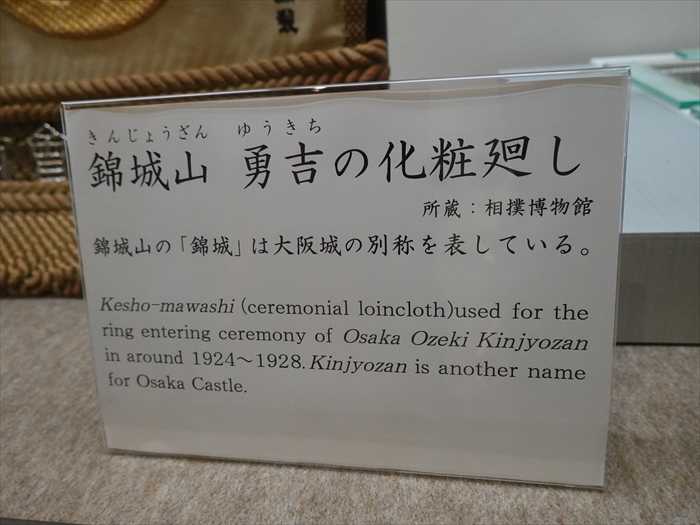 きんじょうざん ゆうきち
錦城山 勇吉の化粧廻し
所蔵：相撲博物館
錦城山の「錦城」は大阪城の別称を表している。
Kesho-mawashi (ceremonial loincloth)used for the
ring entering ceremony of Osaka Ozeki Kinjyozan
in around 1924～1928.Kinjyozan is another name
for Osaka Castle.